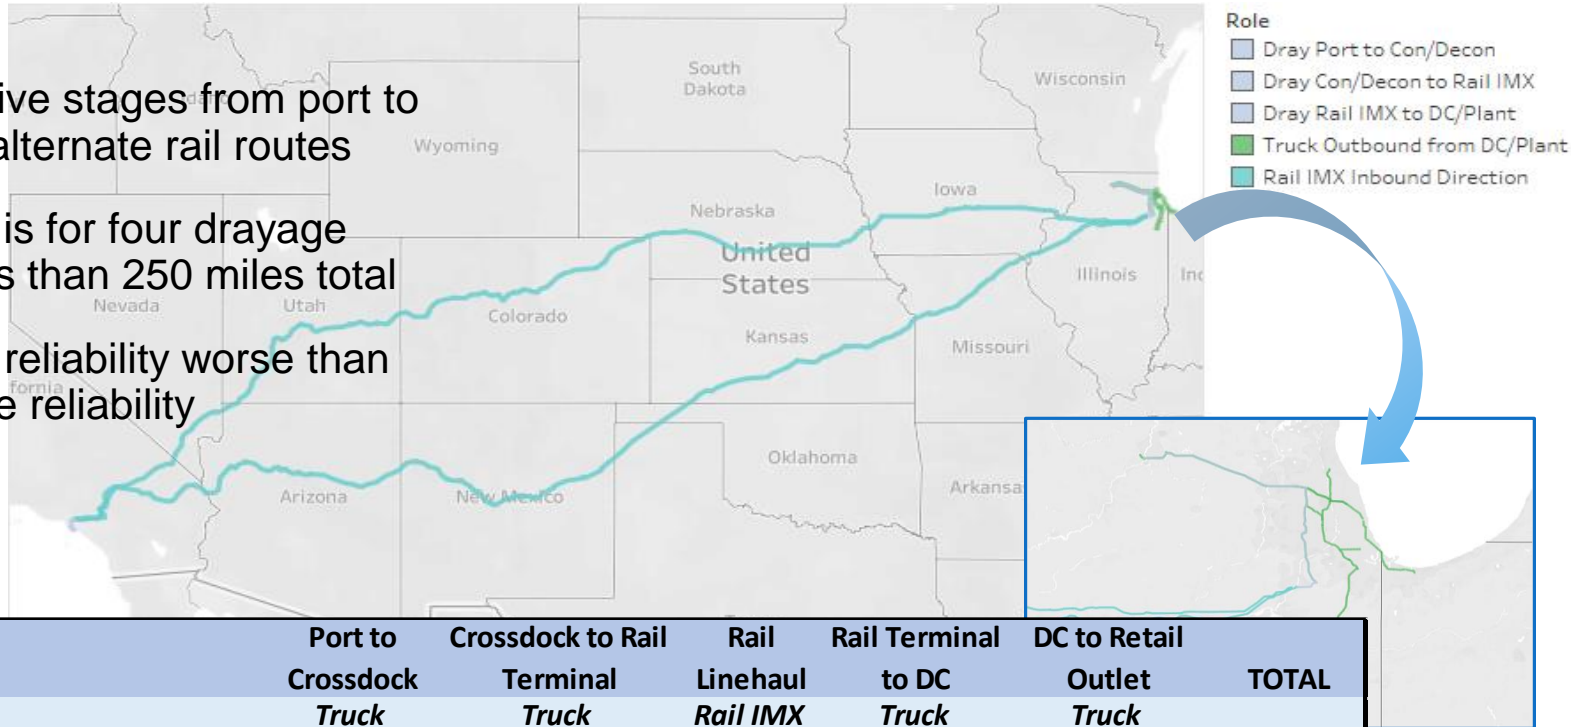 Role
Dray Port to Con/Decon
Dray Con/Decon to Rail IMX
Dray Rail IMX to DC/Plant
Truck Outbound from DC/Plant
Rail IMX Inbound Direction
ive stages from port to
alternate rail routes
is for four drayage
s than 250 miles total
reliability worse than
e reliability
South
Dakota
Wisconsin
Wyoming
Iowa
Nebraska
United
States
Illinois
Nevada
Utah
Colorado
Kansas
Missouri
fornia
Oklahoma
Arizona
New Mexico
Arkansa
Port to Crossdock to Rail Rail Rail Terminal DC to Retail
Crossdock Terminal Linehaul to DC Outlet TOTAL
Truck Truck Rail IMX Truck Truck